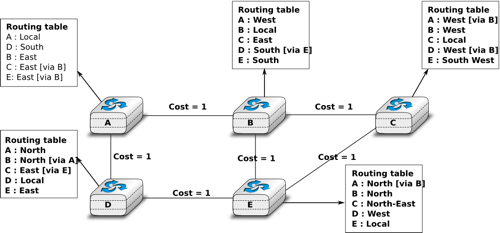 Routing table
A : Local
D : South
B : East
C : East [via B]
E : East [via B]
Routing table
A : West
B : Local
C : East
D : South [via E]
E : South
Routing table
A : West [via B]
B : West
C : Local
D : West [via B]
E : South West
A
Cost = 1
B
Cost = 1
C
Cost = 1
Cost = 1
Cost = 1
Routing table
A : North
B : North [via A]
C : East [via E]
D : Local
E : East
D
Cost = 1
E
Routing table
A : North [via B]
B : North
C : North-East
D : West
E : Local